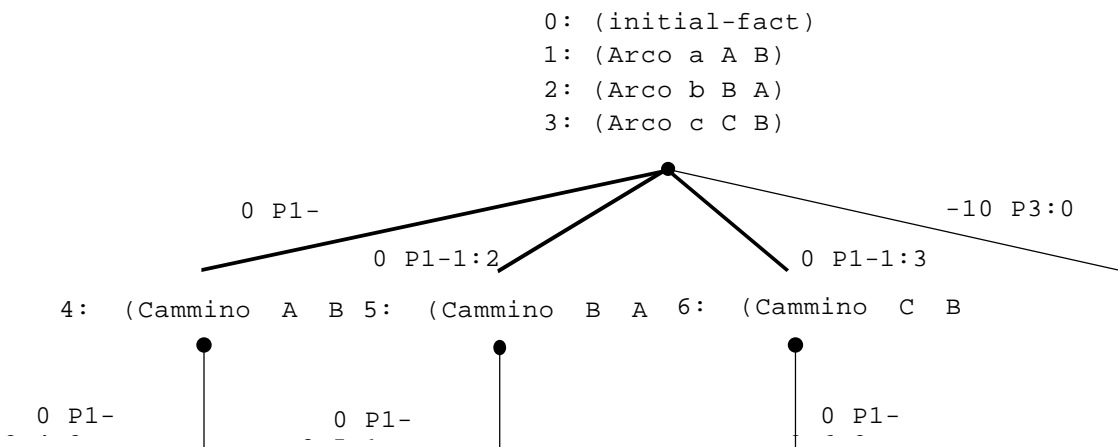 0: (initial-fact)
1: (Arco a A B)
2: (Arco b B A)
3: (Arco c C B)
0 P1-
-10 P3:0
0 P1-1:2
0 P1-1:3
4: (Cammino A B
5: (Cammino B A
6: (Cammino C B
0 P1-
0 P1-
0 P1-